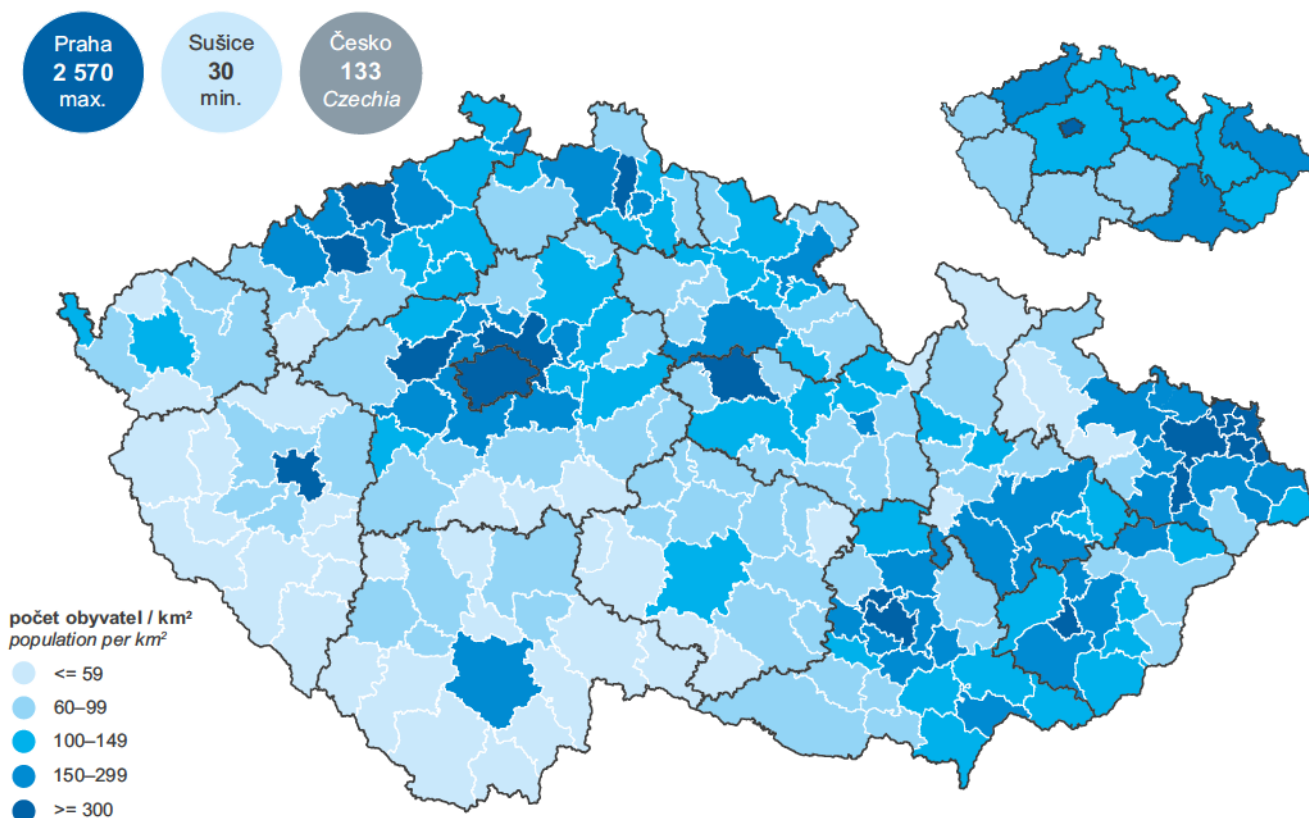 Praha
2 570
max.
Sušice
30
min.
Česko
133
Czechia
počet obyvatel / km²
population per km²
<= 59
60–99
100–149
150–299
>= 300